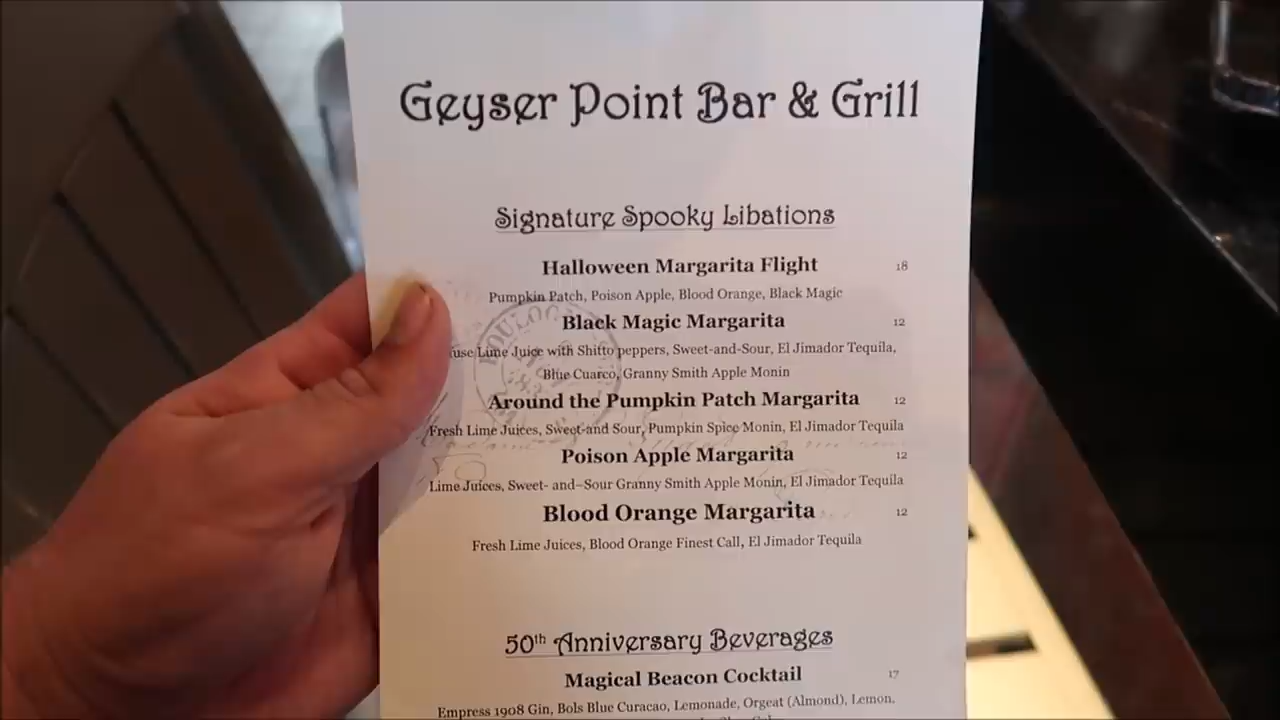 Geyser Point Bar & Grill
Signature Spooky Libations
Halloween Margarita Flight 18
Pumpkin Patch, Poison Apple, Blood Orange, Black Magic
Black Magic Margarita 12
fuse Lime Juice with Shitto peppers, Sweet-and-Sour, El Jimador Tequila,
Blue Cuarco, Granny Smith Apple Monin
Around the Pumpkin Patch Margarita 12
Fresh Lime Juices, Sweet-and Sour, Pumpkin Spice Monin, El Jimador Tequila
Poison Apple Margarita 12
Lime Juices, Sweet- and–Sour Granny Smith Apple Monin, El Jimador Tequila
Blood Orange Margarita 12
Fresh Lime Juices, Blood Orange Finest Call, El Jimador Tequila
50th Anniversary Beverages
Magical Beacon Cocktail 17
Empress 1908 Gin, Bols Blue Curacao, Lemonade, Orgeat (Almond), Lemon,